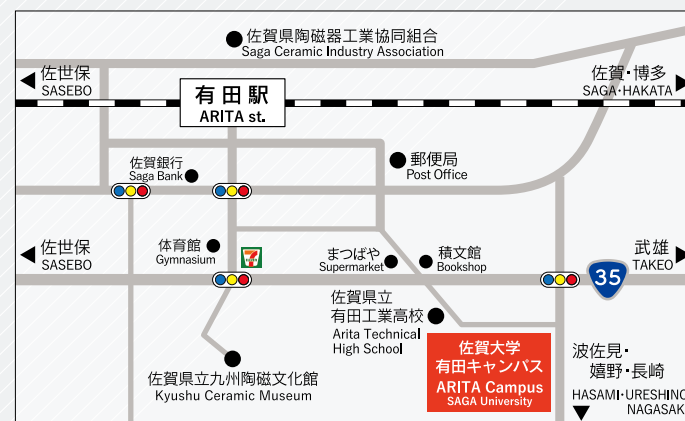 佐賀県陶磁器工業協同組合
Saga Ceramic Industry Association
佐世保
SASEBO
佐賀・博多
SAGA・HAKATA
有田駅
ARITA st.
佐賀銀行
Saga Bank
郵便局
Post Office
佐世保
SASEBO
体育館
Gymnasium
7
まつばや
Supermarket
積文館
Bookshop
武雄
TAKEO
35
佐賀県立
有田工業高校
Arita Technical
High School
佐賀大学
有田キャンパス
ARITA Campus
SAGA University
波佐見・
嬉野・長崎
HASAMI・URESHINO
NAGASAK
佐賀県立九州陶磁文化館
Kyushu Ceramic Museum